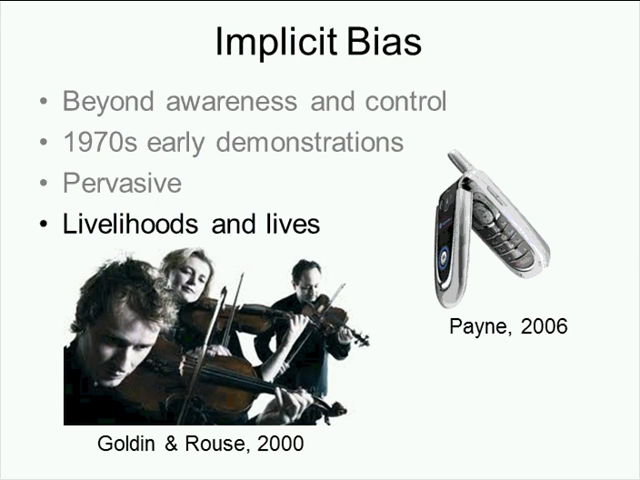 Implicit Bias
• Beyond awareness and control
• 1970s early demonstrations
• Pervasive
• Livelihoods and lives
Payne, 2006
Goldin & Rouse, 2000